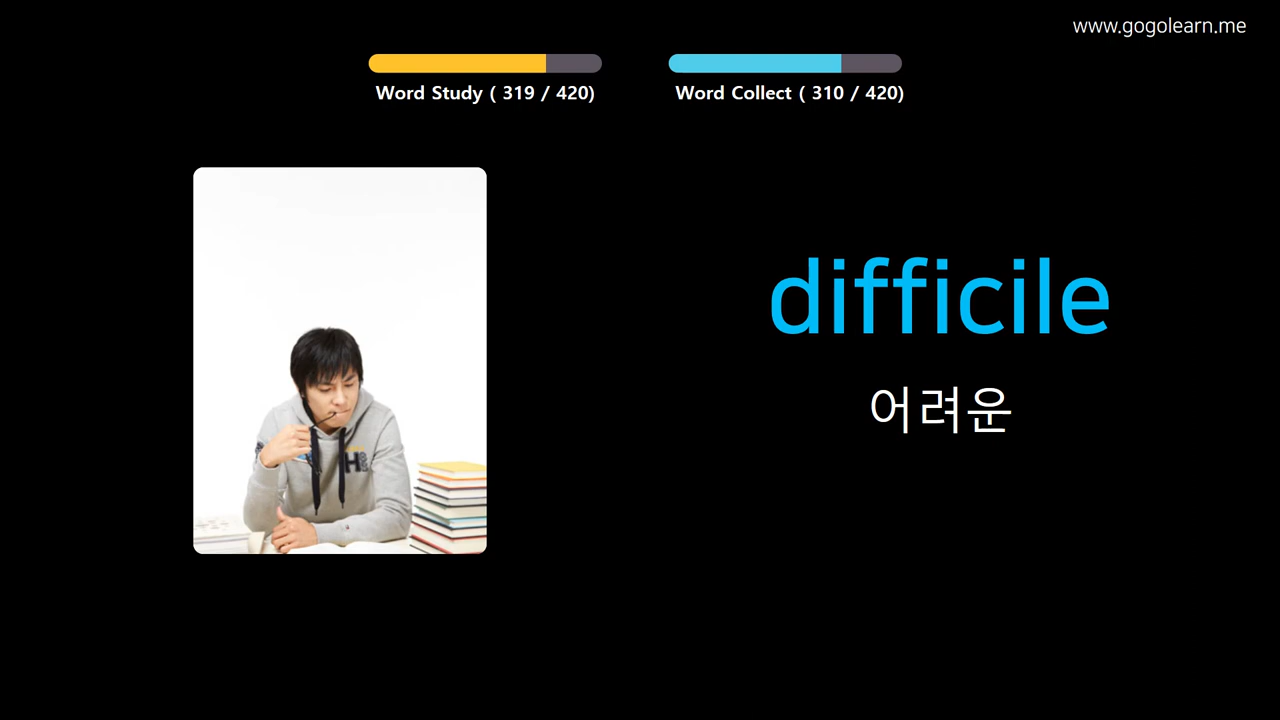 www.gogolearn.me
Word Study ( 319 / 420)
Word Collect ( 310 / 420)
difficile
어려운
H